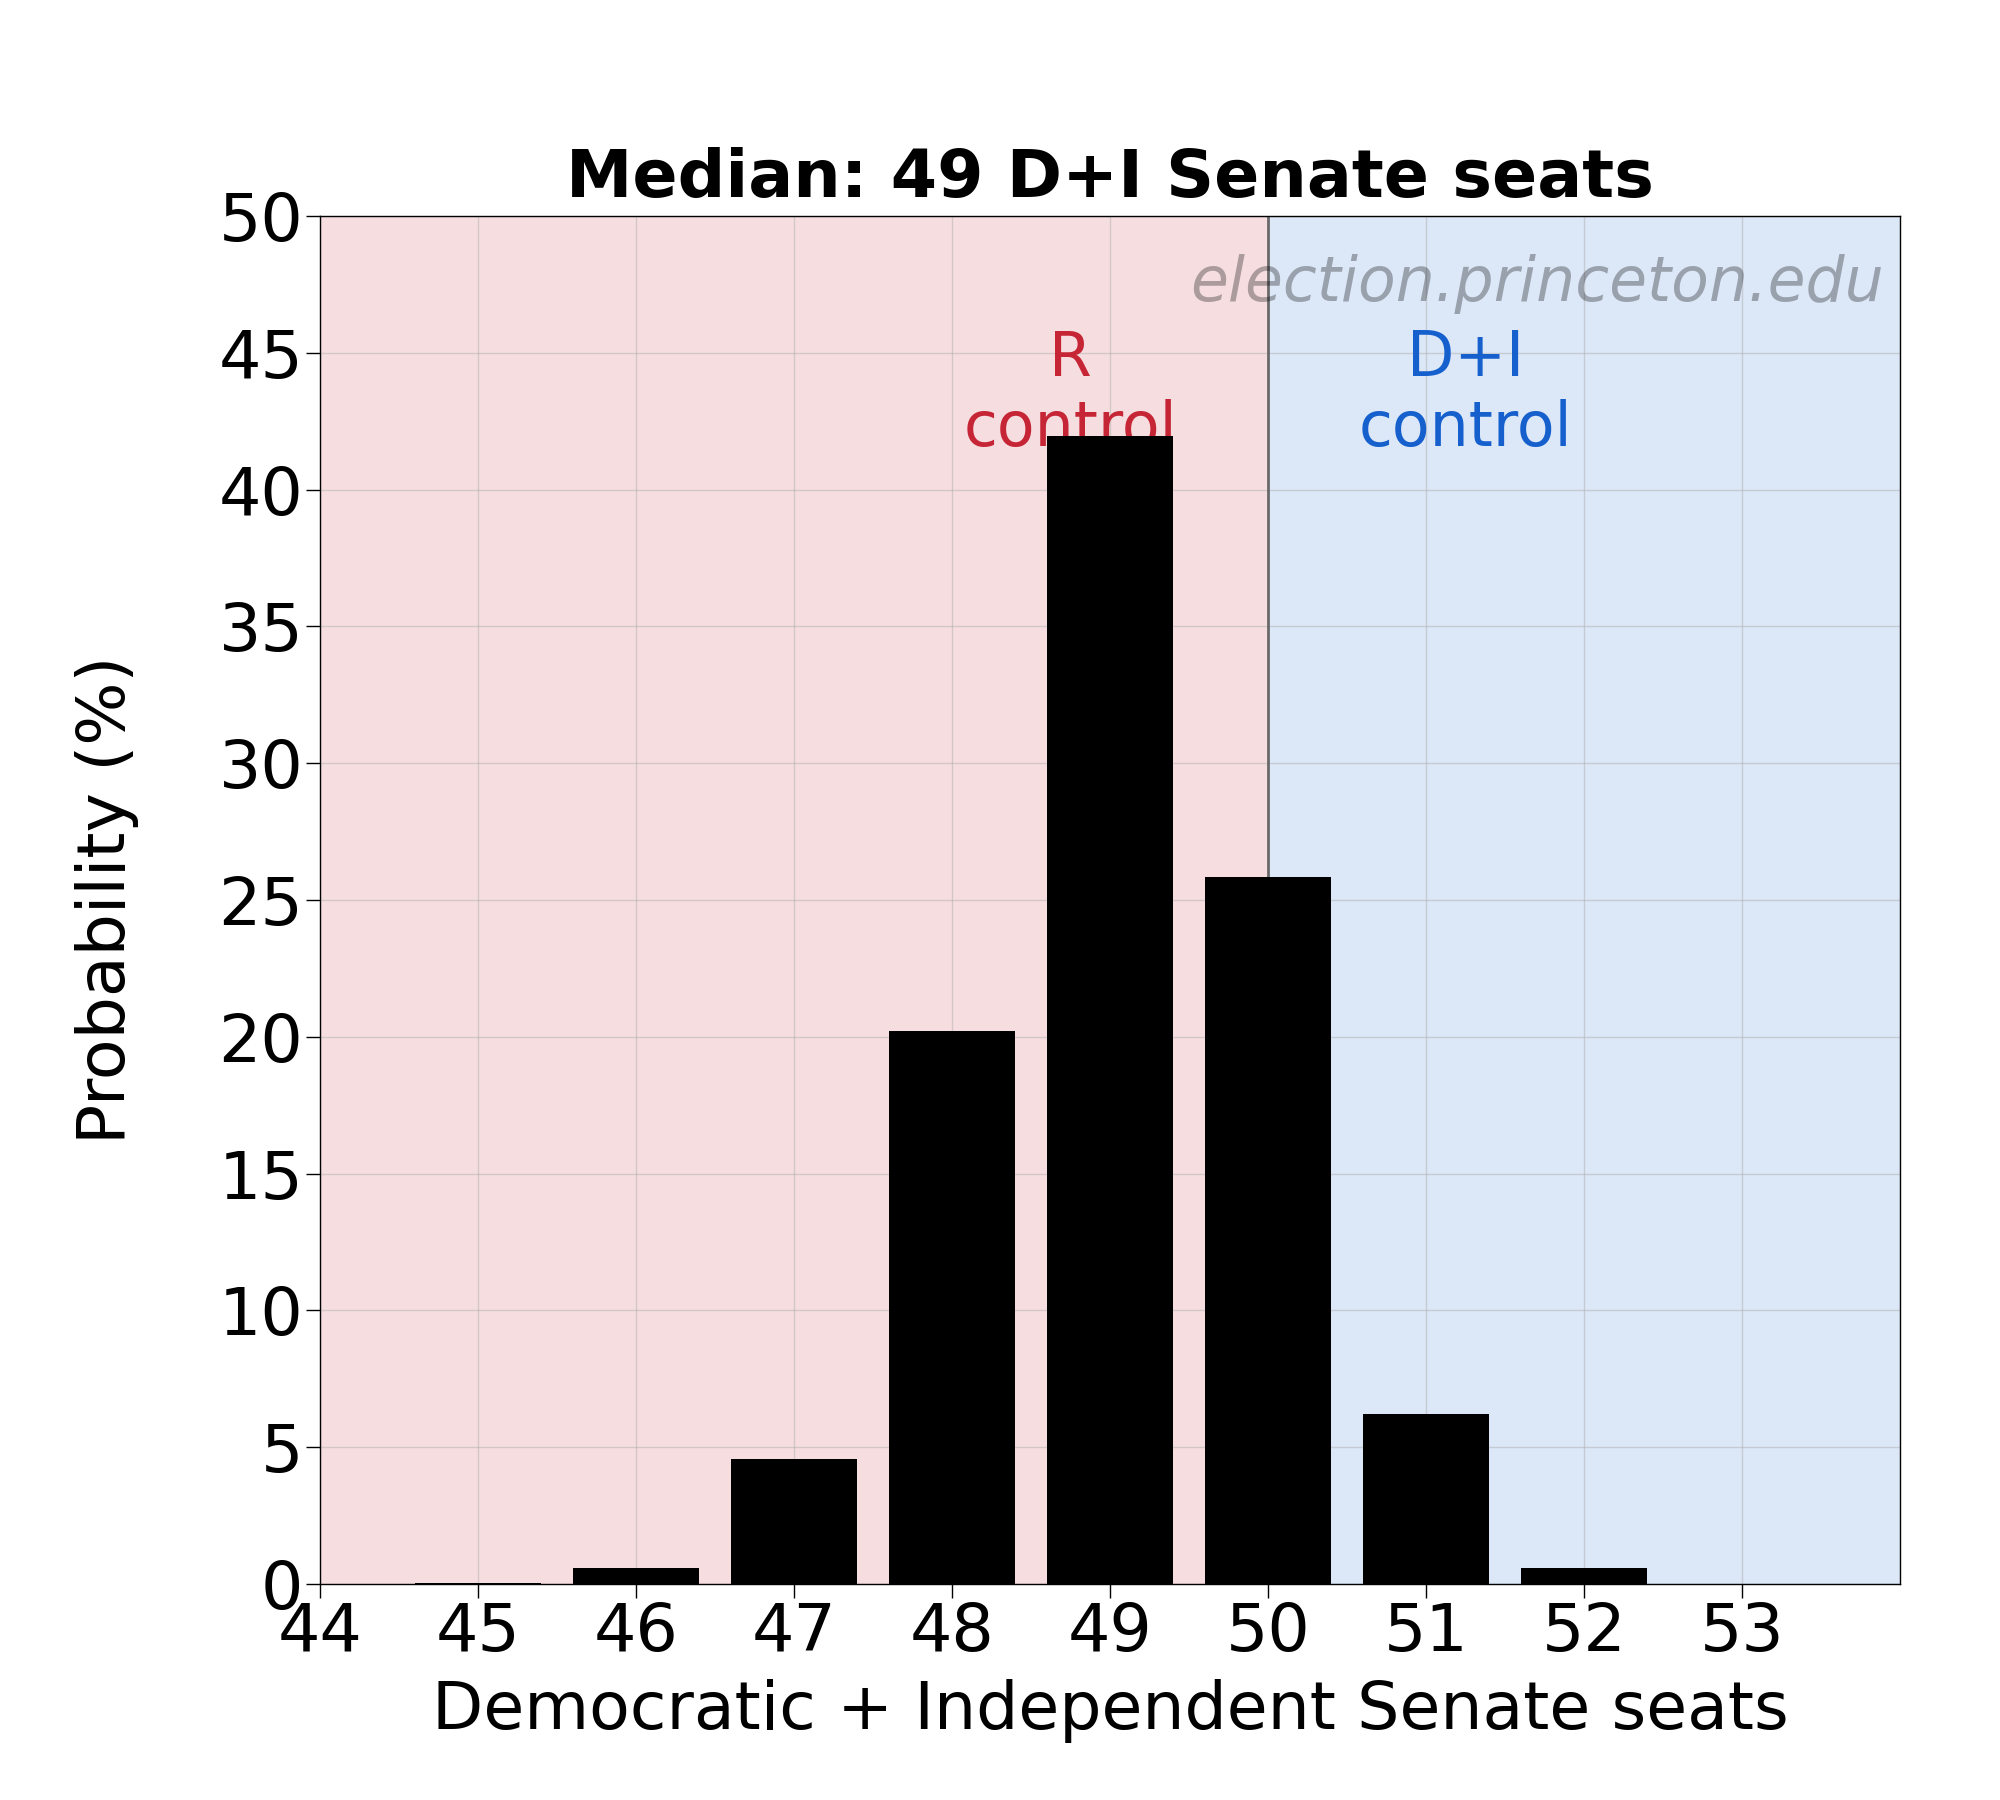 Median: 49 D+I Senate seats
election.princeton.edu
R
control
D+I
control
50
45
40
35
30
25
20
15
10
5
0
Probability (%)
44 45 46 47 48 49 50 51 52 53
Democratic + Independent Senate seats